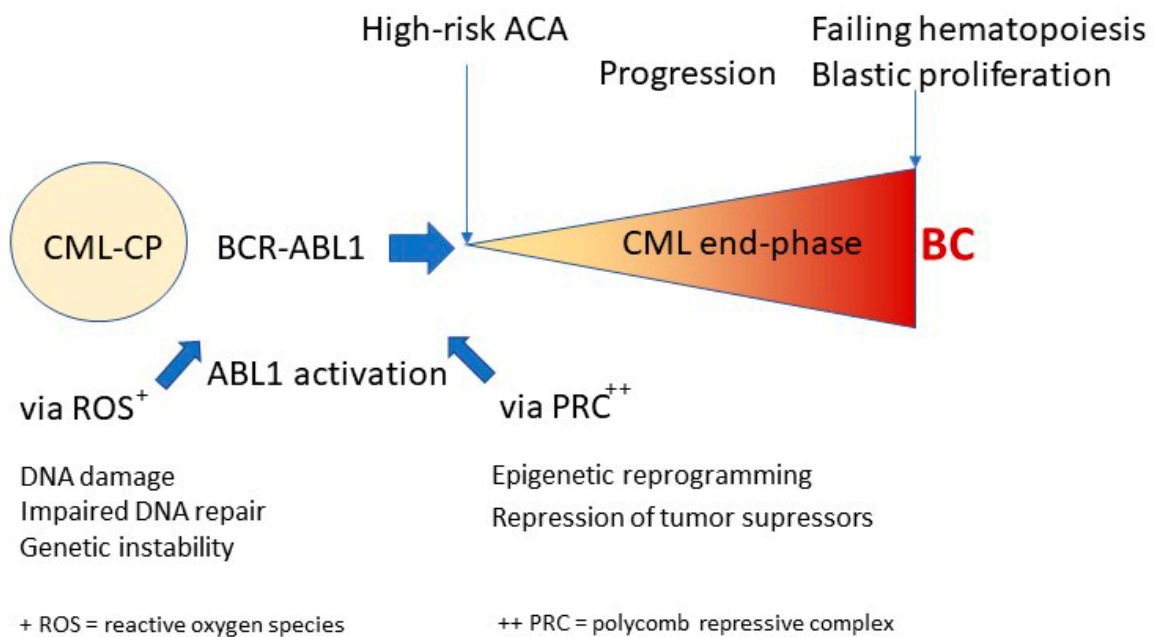 High-risk ACA
Progression
Failing hematopoiesis
Blastic proliferation
CML-CP
BCR-ABL1
CML end-phase
BC
ABL1 activation
via ROS+
via PRC++
DNA damage
Impaired DNA repair
Genetic instability
Epigenetic reprogramming
Repression of tumor supressors
+ ROS = reactive oxygen species
++ PRC = polycomb repressive complex